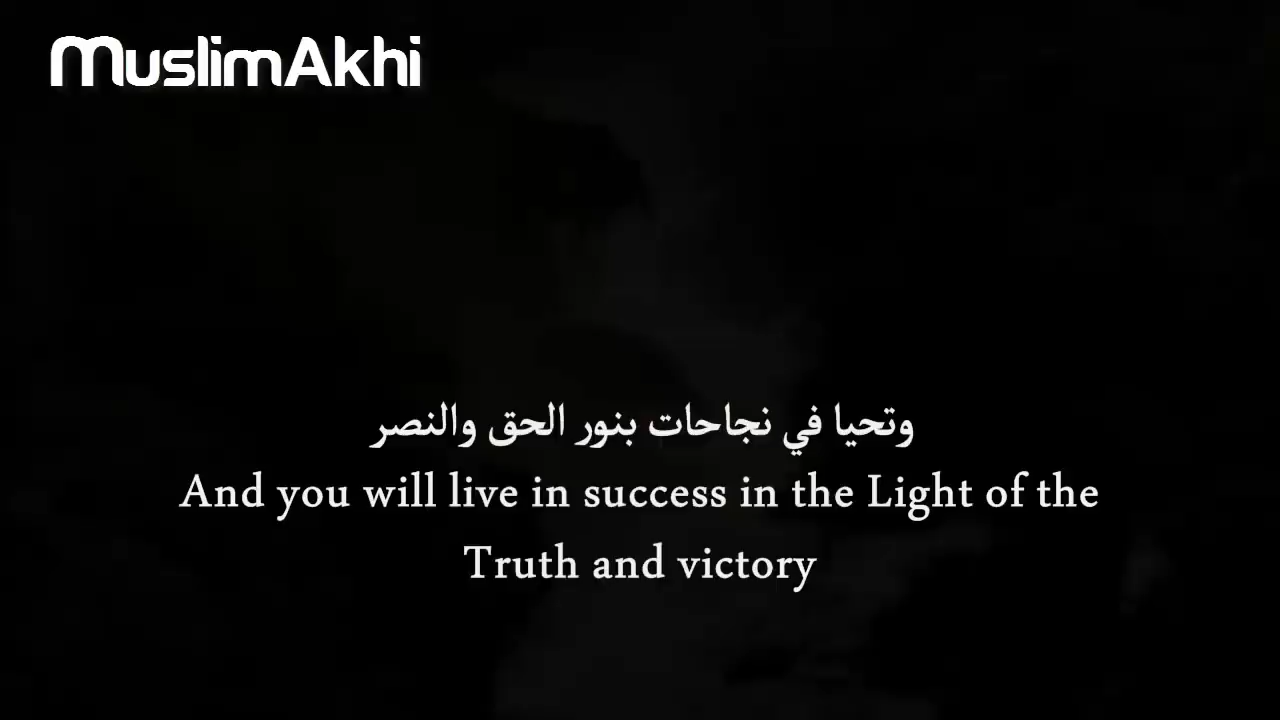 MuslimAkhi
وتحيا في نجاحات بنور الحق والنصر
And you will live in success in the Light of the
Truth and victory